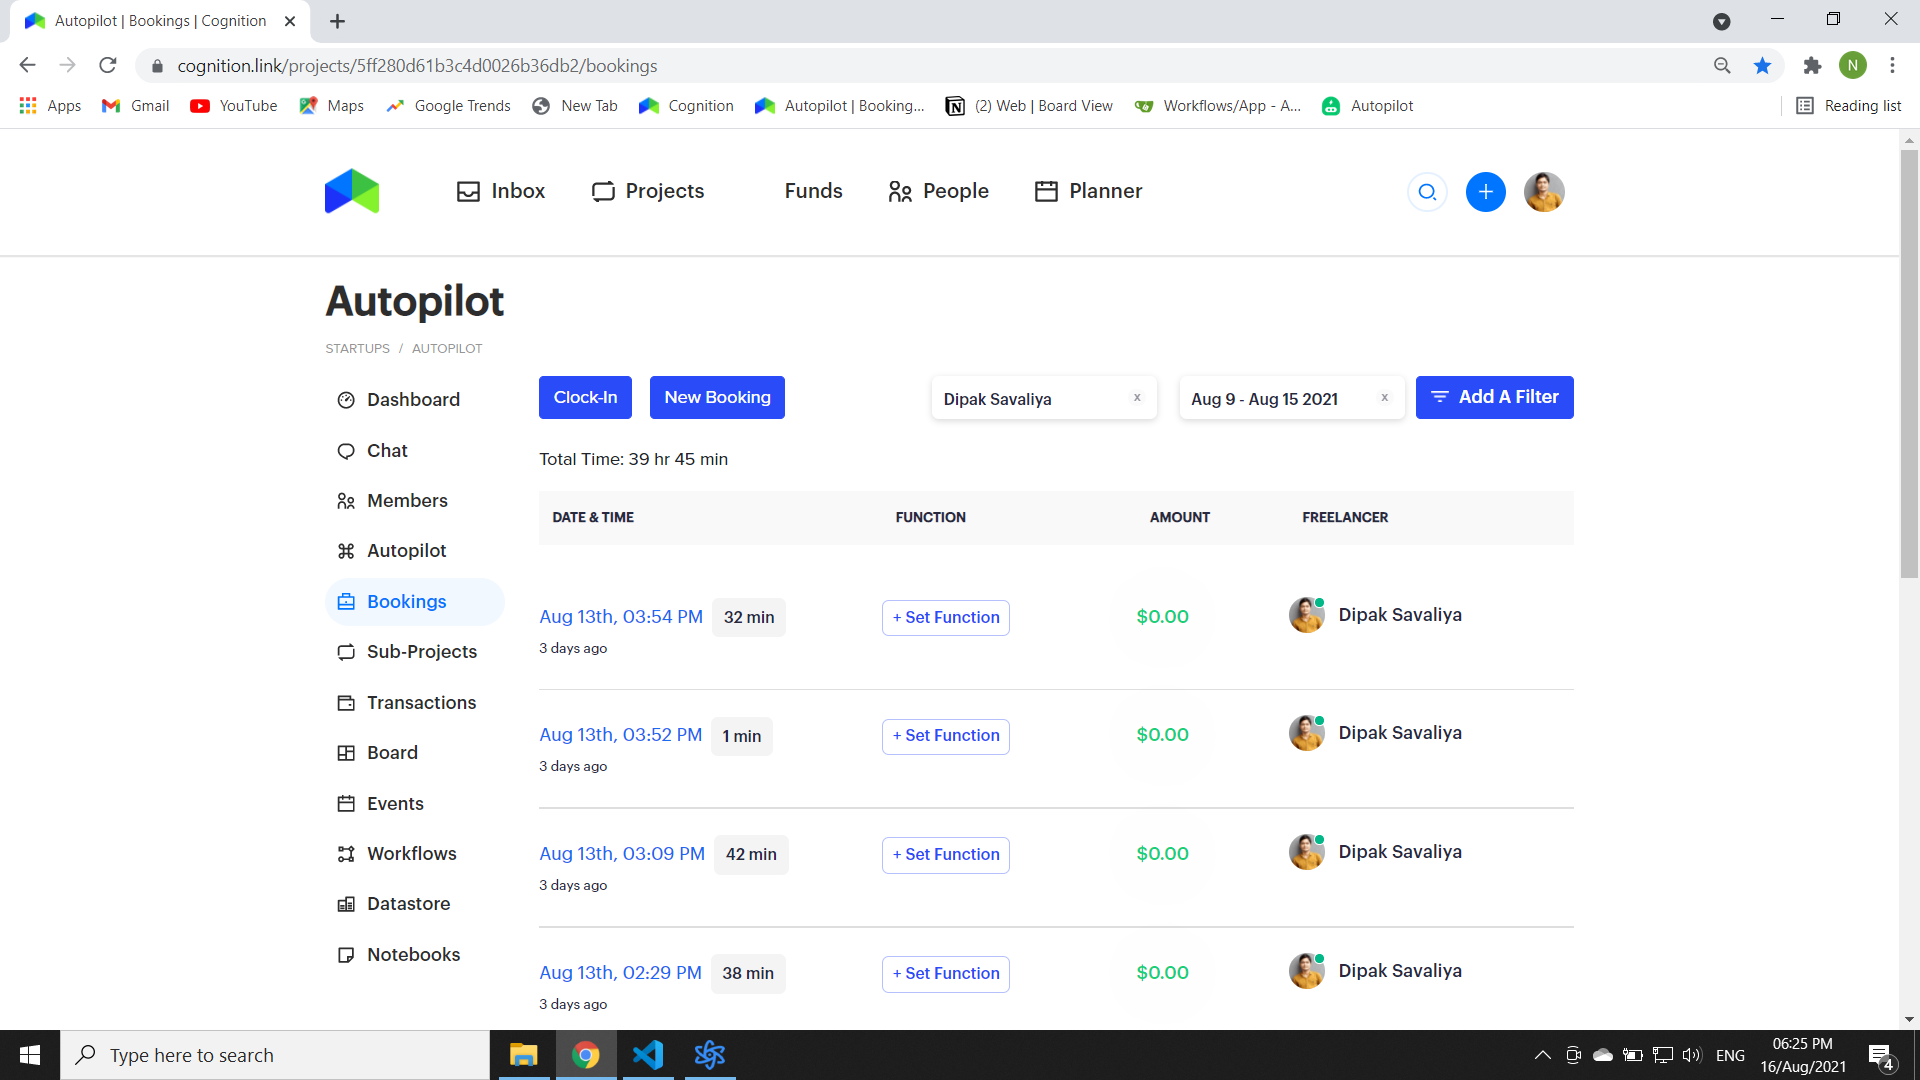 Autopilot | Bookings | Cognition
cognition.link/projects/5ff280d61b3c4d0026b36db2/bookings
N
Apps
Gmail
YouTube
Maps
Google Trends
New Tab
Cognition
Autopilot | Booking...
(2) Web | Board View
Workflows/App - A...
Autopilot
Reading list
Inbox
Projects
Funds
People
Planner
Autopilot
STARTUPS / AUTOPILOT
Dashboard
Chat
Members
Autopilot
Bookings
Sub-Projects
Transactions
Board
Events
Workflows
Datastore
Notebooks
Clock-In
New Booking
Dipak Savaliya x
Aug 9 - Aug 15 2021 x
Add A Filter
Total Time: 39 hr 45 min
DATE & TIME FUNCTION AMOUNT FREELANCER
Aug 13th, 03:54 PM 32 min + Set Function $0.00 Dipak Savaliya
3 days ago
Aug 13th, 03:52 PM 1 min + Set Function $0.00 Dipak Savaliya
3 days ago
Aug 13th, 03:09 PM 42 min + Set Function $0.00 Dipak Savaliya
3 days ago
Aug 13th, 02:29 PM 38 min + Set Function $0.00 Dipak Savaliya
3 days ago
Type here to search
ENG
06:25 PM
16/Aug/2021
4